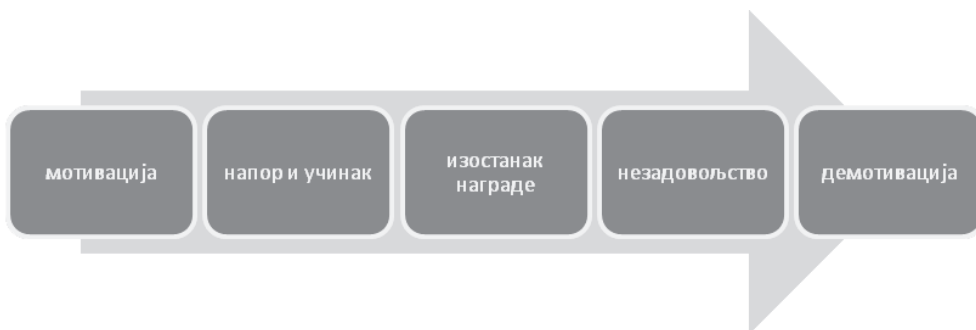 мотивација
напор и учинак
изостанак
награде
незадовољство
демотивација